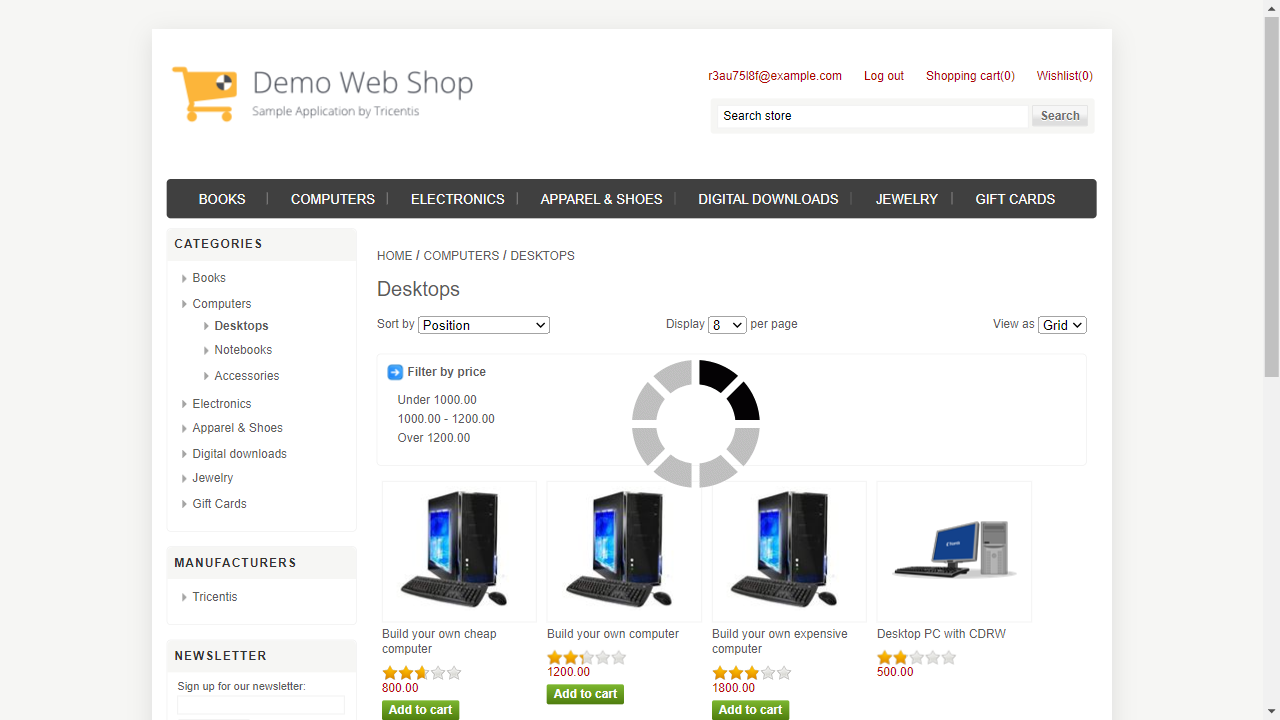 Demo Web Shop
Sample Application by Tricentis
r3au75l8f@example.com Log out Shopping cart(0) Wishlist(0)
Search store Search
BOOKS COMPUTERS ELECTRONICS APPAREL & SHOES DIGITAL DOWNLOADS JEWELRY GIFT CARDS
CATEGORIES
Books
Computers
Desktops
Notebooks
Accessories
Electronics
Apparel & Shoes
Digital downloads
Jewelry
Gift Cards
MANUFACTURERS
Tricentis
NEWSLETTER
Sign up for our newsletter:
HOME / COMPUTERS / DESKTOPS
Desktops
Sort by Position Display 8 per page View as Grid
Filter by price
Under 1000.00
1000.00 - 1200.00
Over 1200.00
Build your own cheap computer
800.00
Add to cart
Build your own computer
1200.00
Add to cart
Build your own expensive computer
1800.00
Add to cart
Desktop PC with CDRW
500.00